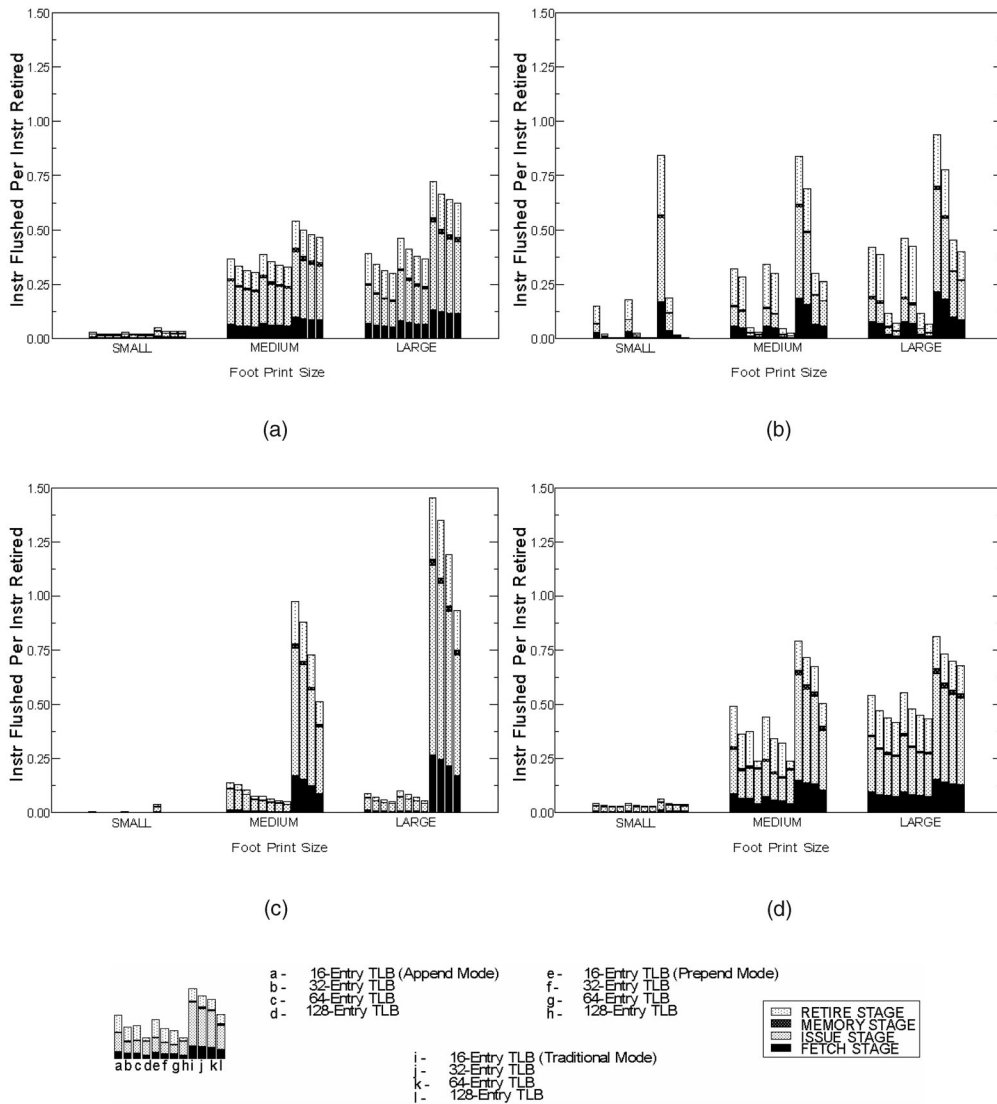 1.50
1.25
1.00
0.75
0.50
0.25
0.00
Instr Flushed Per Instr Retired
SMALL MEDIUM LARGE
Foot Print Size
(a)
1.50
1.25
1.00
0.75
0.50
0.25
0.00
Instr Flushed Per Instr Retired
SMALL MEDIUM LARGE
Foot Print Size
(b)
1.50
1.25
1.00
0.75
0.50
0.25
0.00
Instr Flushed Per Instr Retired
SMALL MEDIUM LARGE
Foot Print Size
(c)
1.50
1.25
1.00
0.75
0.50
0.25
0.00
Instr Flushed Per Instr Retired
SMALL MEDIUM LARGE
Foot Print Size
(d)
a b c d e f g h i j k l
a - 16-Entry TLB (Append Mode)
b - 32-Entry TLB
c - 64-Entry TLB
d - 128-Entry TLB
e - 16-Entry TLB (Prepend Mode)
f - 32-Entry TLB
g - 64-Entry TLB
h - 128-Entry TLB
i - 16-Entry TLB (Traditional Mode)
j - 32-Entry TLB
k - 64-Entry TLB
l - 128-Entry TLB
RETIRE STAGE
MEMORY STAGE
ISSUE STAGE
FETCH STAGE